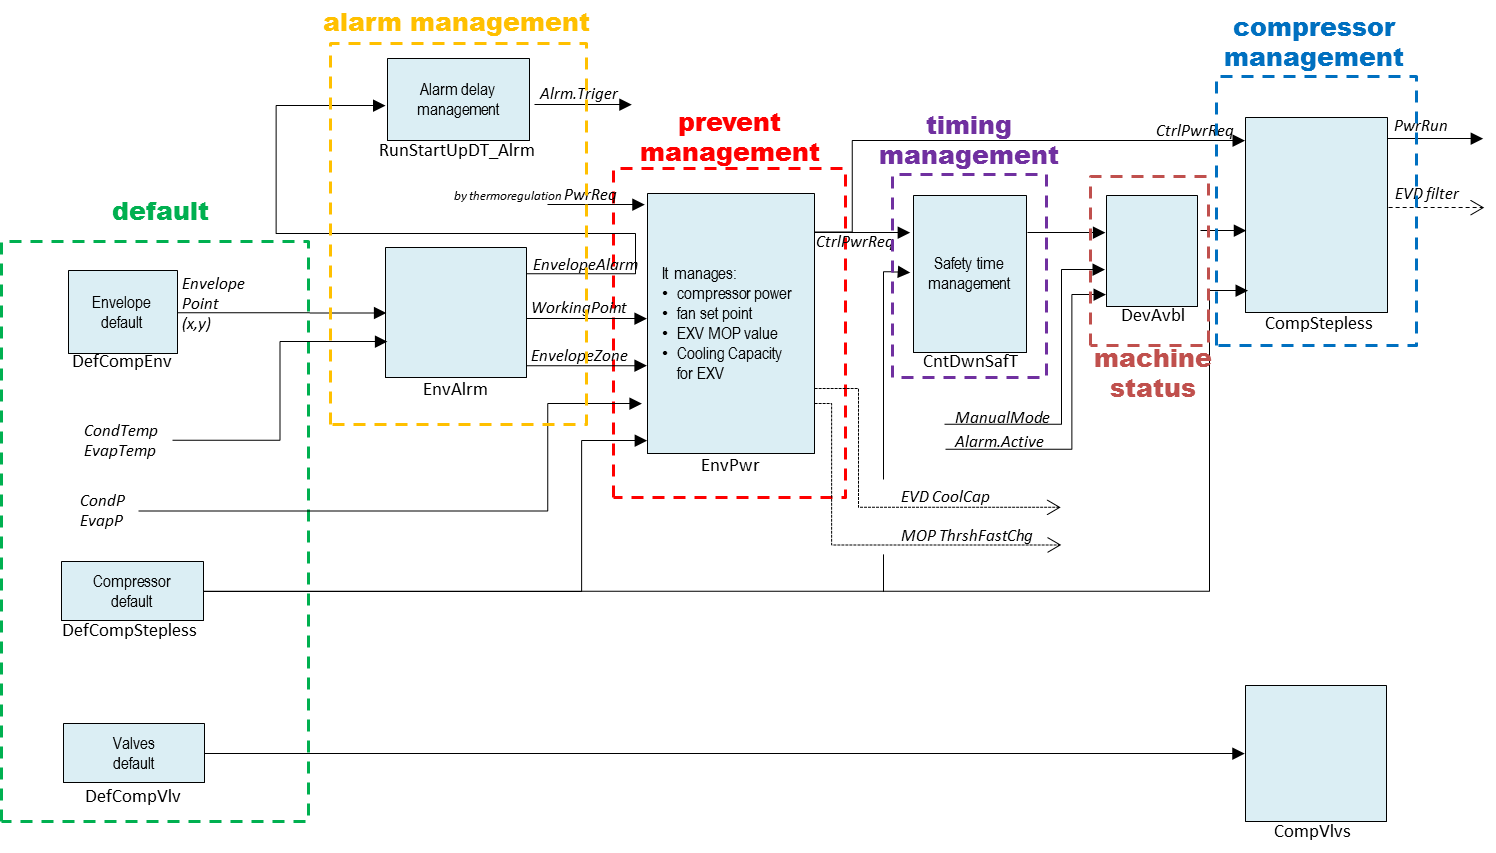 alarm management
compressor
management
Alarm delay
management
RunStartUpDT_Alrm
Alrm.Triger
prevent
management
timing
management
CtrlPwrReq
PwrRun
EVD filter
CompStepless
default
by thermoregulation PwrReq
Envelope
default
DefCompEnv
Envelope
Point
(x,y)
EnvelopeAlarm
WorkingPoint
EnvelopeZone
EnvAlrm
It manages:
• compressor power
• fan set point
• EXV MOP value
• Cooling Capacity
for EXV
EnvPwr
CtrlPwrReq
Safety time
management
CntDwnSafT
DevAvbl
machine
status
ManualMode
Alarm.Active
CondTemp
EvapTemp
CondP
EvapP
EVD CoolCap
MOP ThrshFastChg
Compressor
default
DefCompStepless
Valves
default
DefCompVlv
CompVlvs